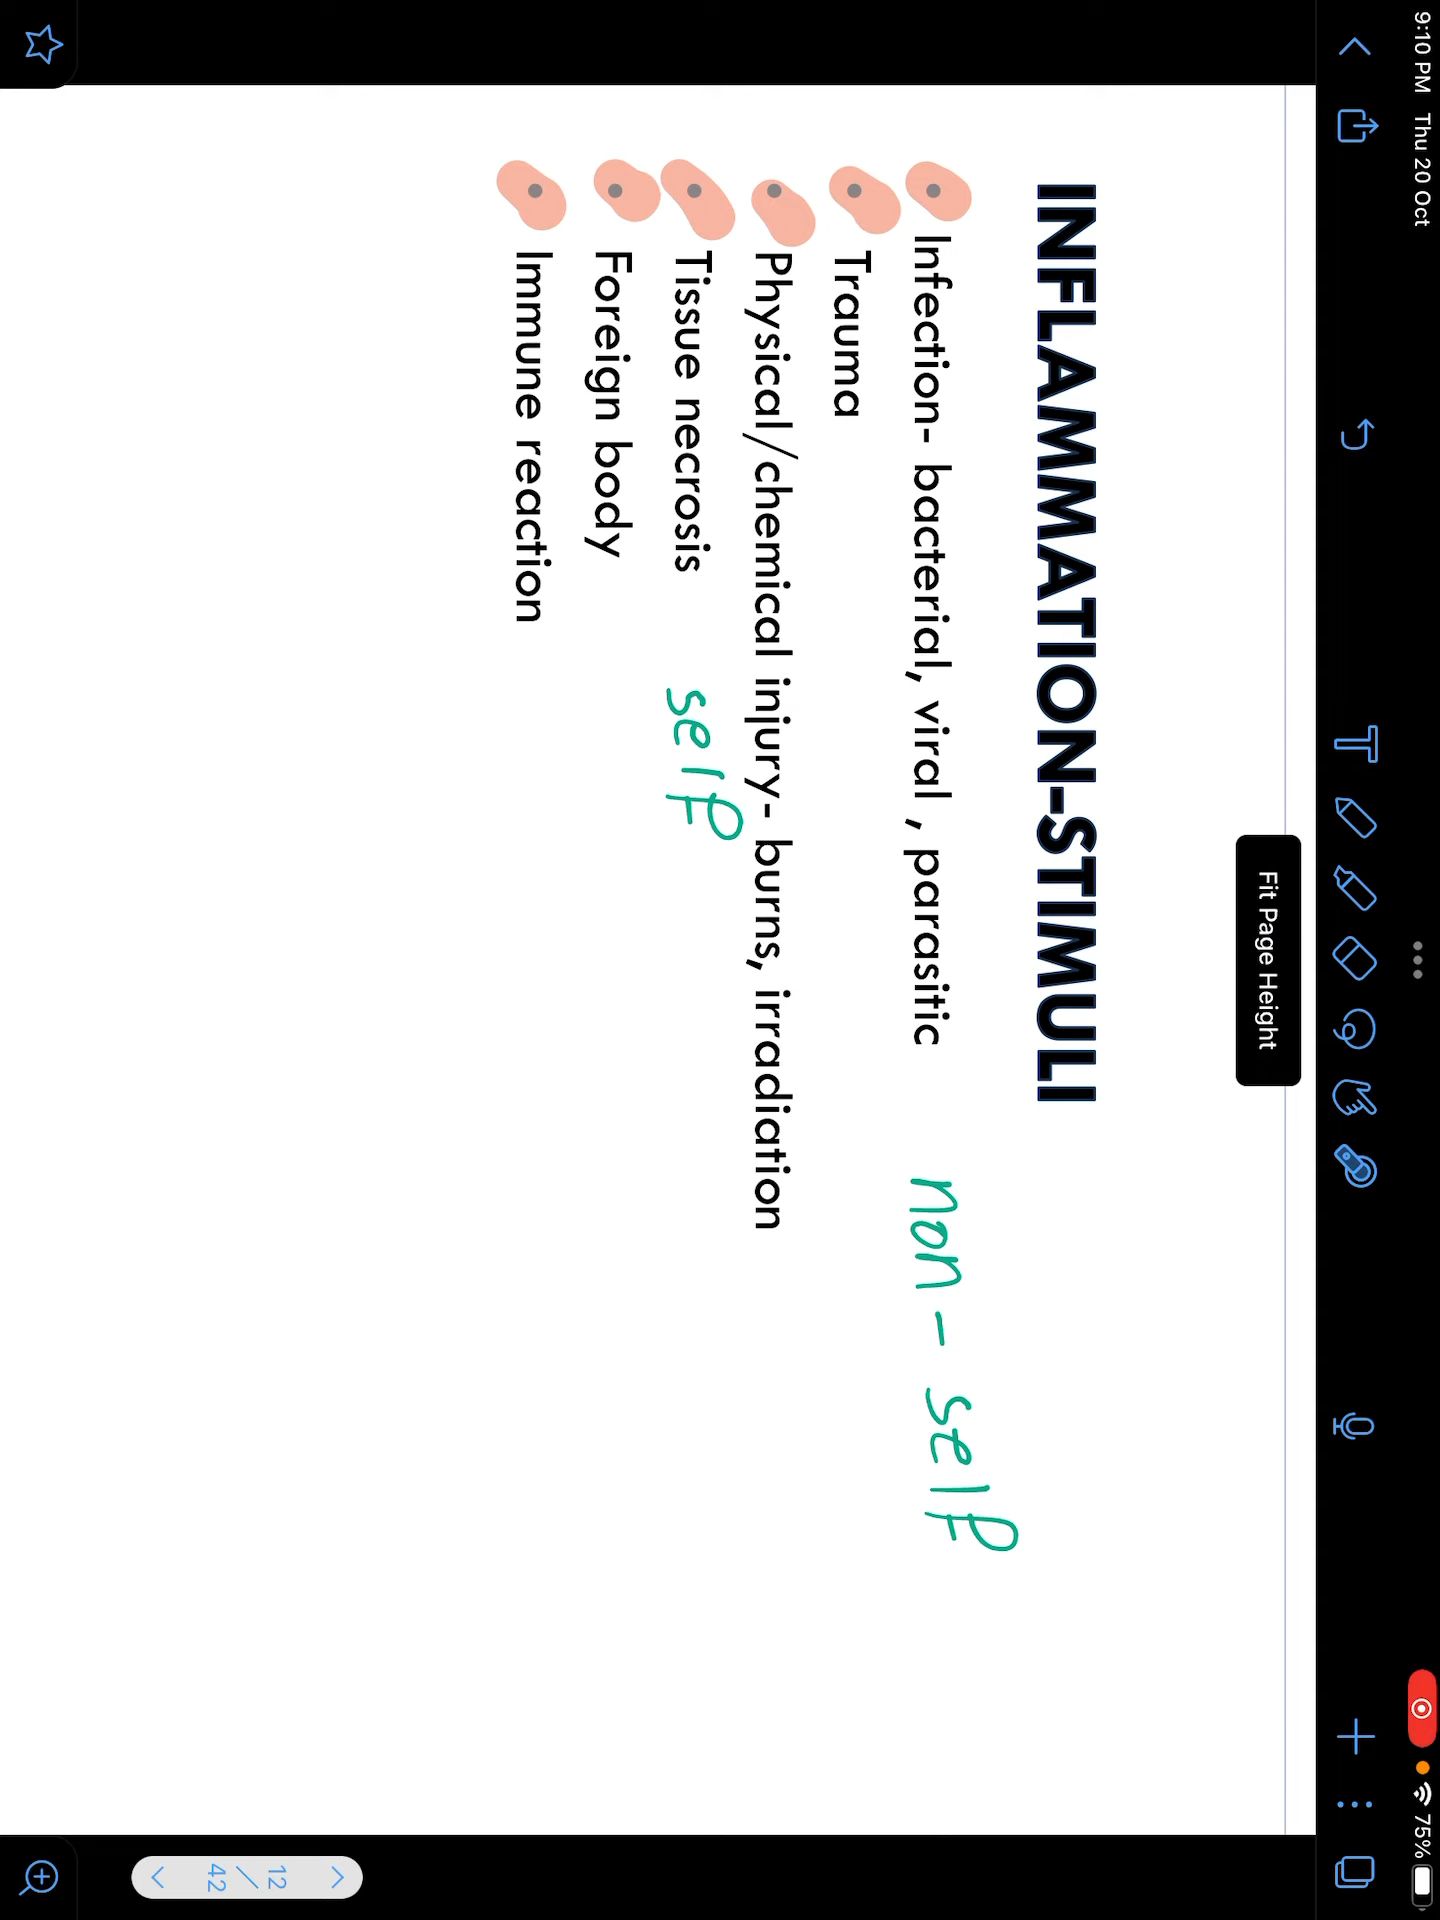 9:10 PM Thu 20 Oct
Fit Page Height
INFLAMMATION-STIMULI
Infection- bacterial, viral , parasitic non - self
Trauma
Physical/chemical injury- burns, irradiation
Tissue necrosis self
Foreign body
Immune reaction
75%
12 / 42